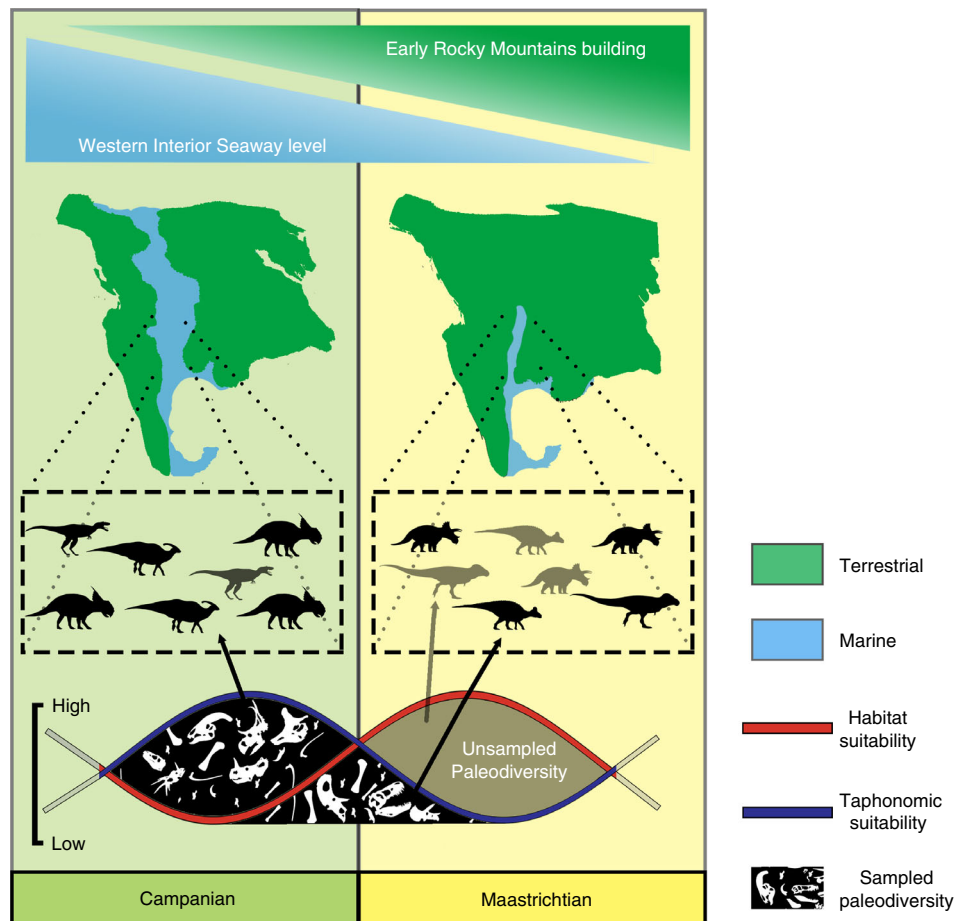 Early Rocky Mountains building
Western Interior Seaway level
High
Low
Unsampled
Paleodiversity
Campanian
Maastrichtian
Terrestrial
Marine
Habitat
suitability
Taphonomic
suitability
Sampled
paleodiversity